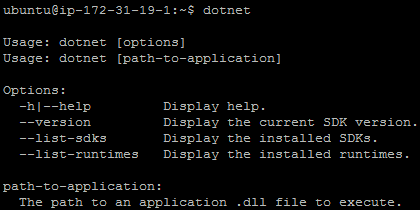 ubuntu@ip-172-31-19-1:~$ dotnet
Usage: dotnet [options]
Usage: dotnet [path-to-application]
Options:
-h|--help Display help.
--version Display the current SDK version.
--list-sdks Display the installed SDKs.
--list-runtimes Display the installed runtimes.
path-to-application:
The path to an application .dll file to execute.